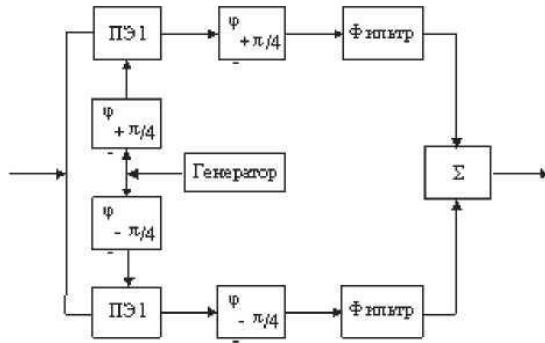 ПЭ1
φ + π/4
Фильтр
φ + π/4
Генератор
Σ
φ - π/4
ПЭ1
φ - π/4
Фильтр